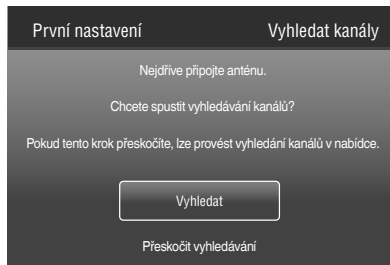 První nastavení Vyhledat kanály
Nejdříve připojte anténu.
Chcete spustit vyhledávání kanálů?
Pokud tento krok přeskočíte, lze provést vyhledání kanálů v nabídce.
Vyhledat
Přeskočit vyhledávání